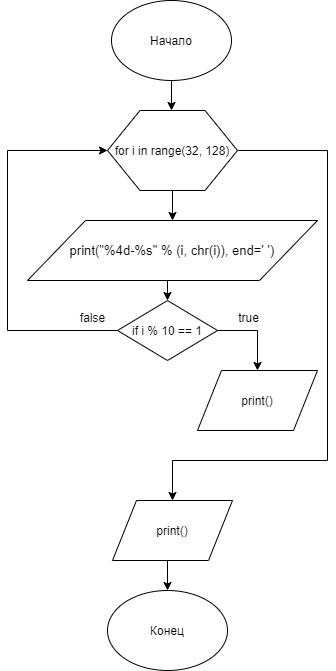 Начало
for i in range(32, 128)
print("%4d-%s" % (i, chr(i)), end=' ')
false
true
if i % 10 == 1
print()
print()
Конец